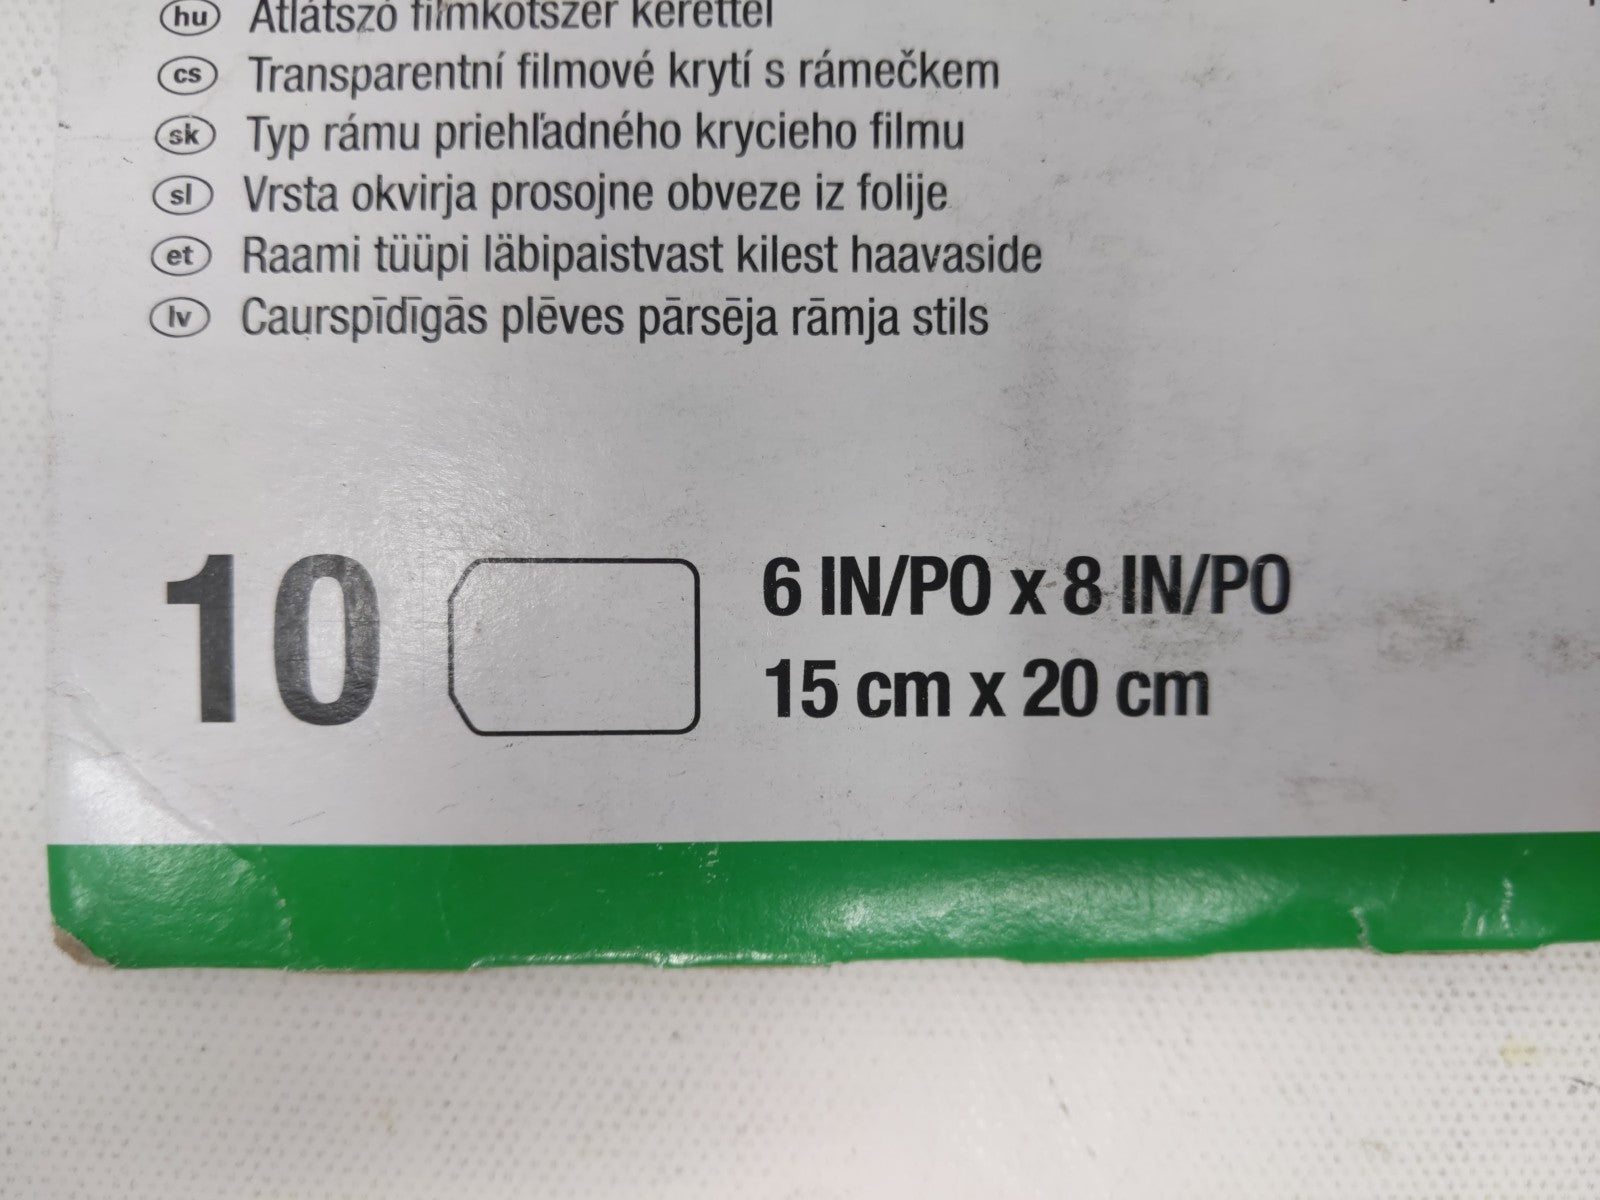 hu Átlátszó filmkötszer kerettel
cs Transparentní filmové krytí s rámečkem
sk Typ rámu priehľadného krycieho filmu
sl Vrsta okvirja prosojne obveze iz folije
et Raami tüüpi läbipaistvast kilest haavaside
lv Caurspīdīgās plēves pārsēja rāmja stils
10
6 IN/PO x 8 IN/PO
15 cm x 20 cm